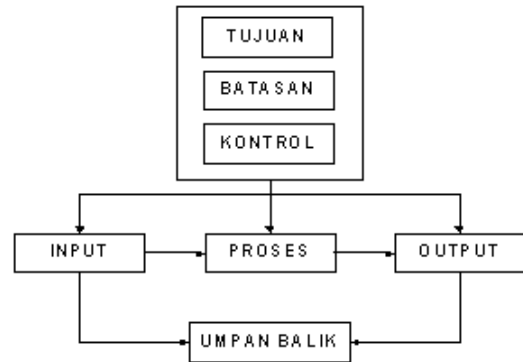 TUJUAN
BATASAN
KONTROL
INPUT
PROSES
OUTPUT
UMPAN BALIK